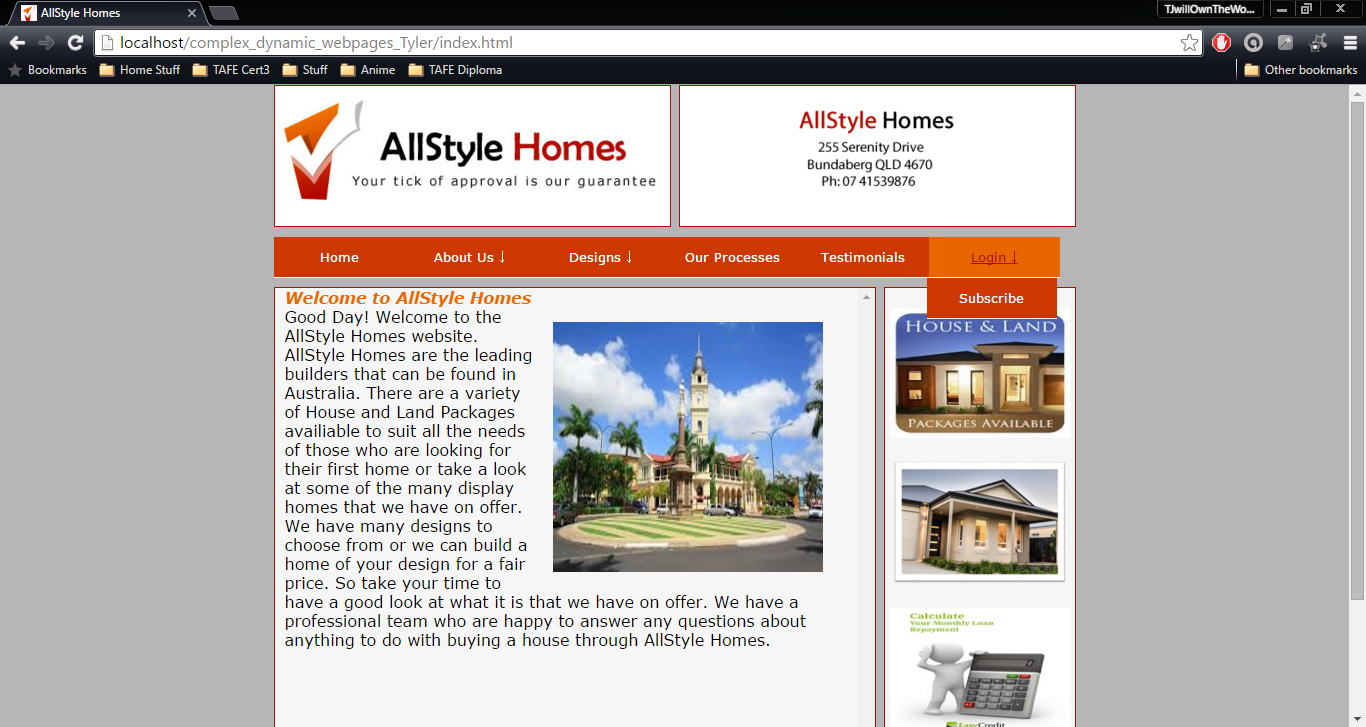 AllStyle Homes
TJwillOwnTheWo...
localhost/complex_dynamic_webpages_Tyler/index.html
Bookmarks Home Stuff TAFE Cert3 Stuff Anime TAFE Diploma Other bookmarks
AllStyle Homes
Your tick of approval is our guarantee
AllStyle Homes
255 Serenity Drive
Bundaberg QLD 4670
Ph: 07 41539876
Home About Us ↓ Designs ↓ Our Processes Testimonials Login ↓
Subscribe
Welcome to AllStyle Homes
Good Day! Welcome to the
AllStyle Homes website.
AllStyle Homes are the leading
builders that can be found in
Australia. There are a variety
of House and Land Packages
availiable to suit all the needs
of those who are looking for
their first home or take a look
at some of the many display
homes that we have on offer.
We have many designs to
choose from or we can build a
home of your design for a fair
price. So take your time to
have a good look at what it is that we have on offer. We have a
professional team who are happy to answer any questions about
anything to do with buying a house through AllStyle Homes.
HOUSE & LAND
PACKAGES AVAILABLE
Calculate
Your Monthly Loan
Repayment
EasyCredit